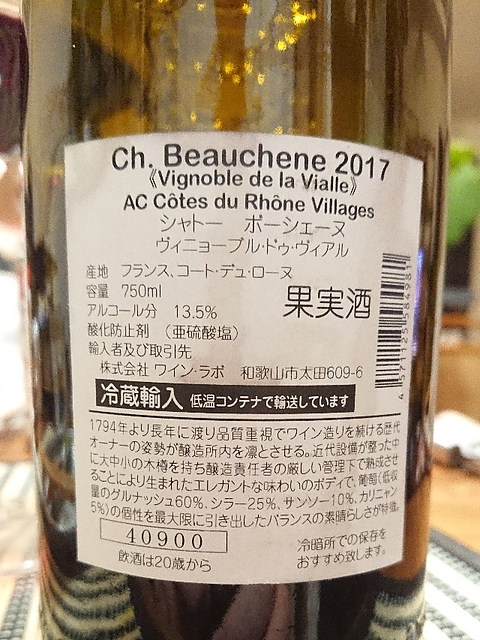 Ch. Beauchene 2017
《Vignoble de la Vialle》
AC Côtes du Rhône Villages
シャトー ボーシェーヌ
ヴィニョーブル・ドゥ・ヴィアル
産地 フランス、コート・デュ・ローヌ
容量 750ml
アルコール分 13.5%
果実酒
酸化防止剤 (亜硫酸塩)
輸入者及び取引先
株式会社 ワイン・ラボ 和歌山市太田609-6
冷蔵輸入 低温コンテナで輸送しています
1794年より長年に渡り品質重視でワイン造りを続ける歴代
オーナーの姿勢が醸造所内を凛とさせる。近代設備が整った中
に大中小の木樽を持ち醸造責任者の厳しい管理下で熟成させ
ることにより生まれたエレガントな味わいのボディで、葡萄(低収
量のグルナッシュ60%、シラー25%、サンソー10%、カリニャン
5%)の個性を最大限に引き出したバランスの素晴らしさが特徴。
40900
飲酒は20歳から
冷暗所での保存を
おすすめ致します。
4 571125 584981